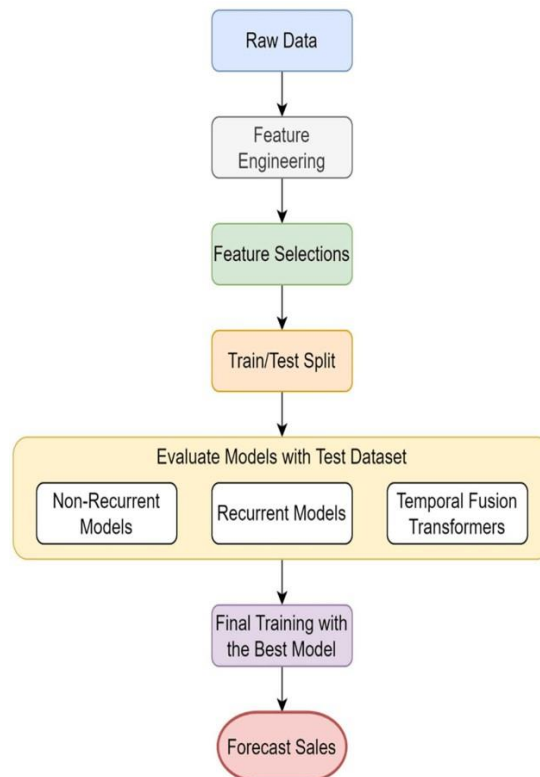 Raw Data
Feature
Engineering
Feature Selections
Train/Test Split
Evaluate Models with Test Dataset
Non-Recurrent
Models
Recurrent Models
Temporal Fusion
Transformers
Final Training with
the Best Model
Forecast Sales